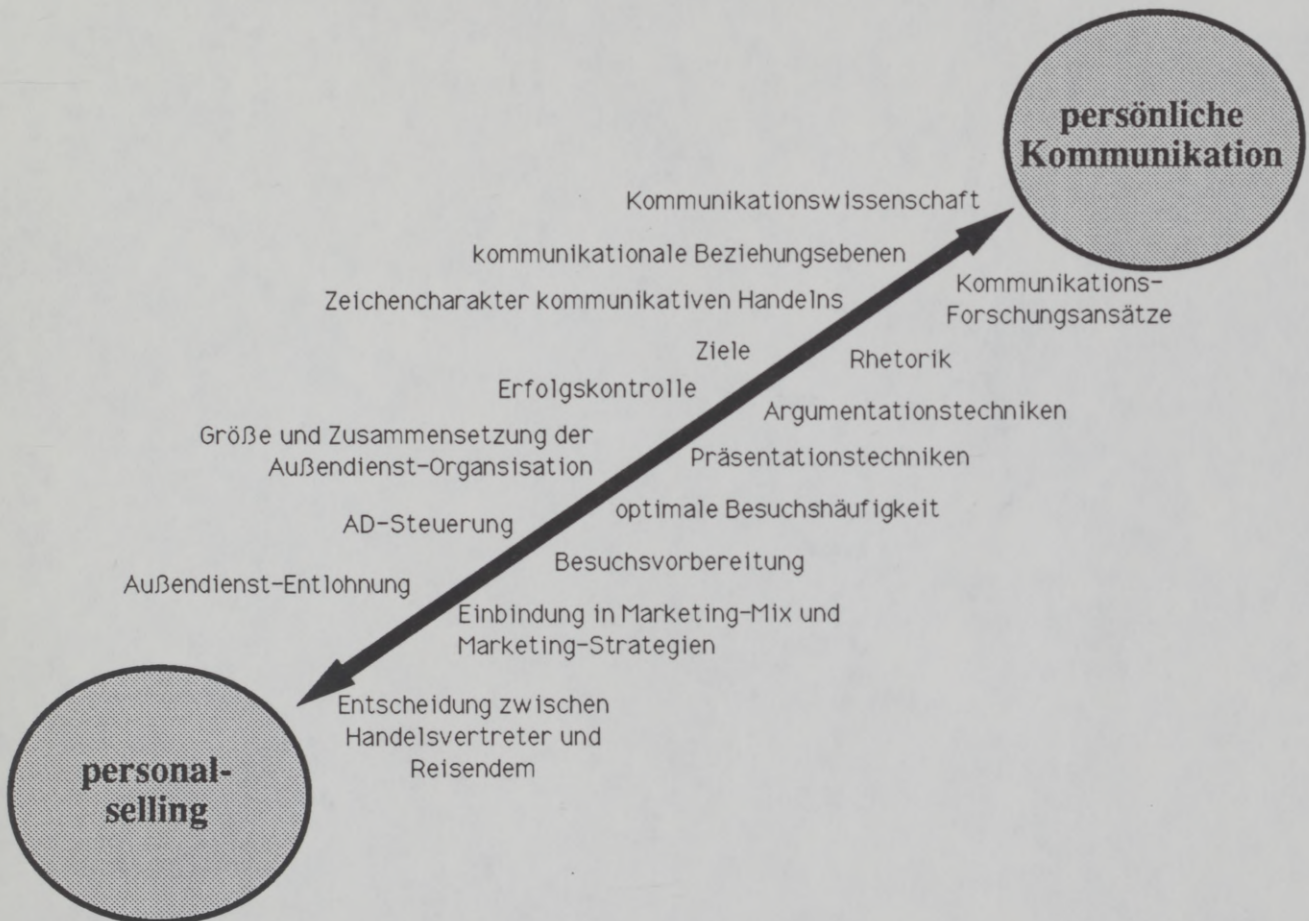 persönliche
Kommunikation
Kommunikationswissenschaft
kommunikationale Beziehungsebenen
Kommunikations-
Forschungsansätze
Zeichencharakter kommunikativen Handelns
Ziele
Rhetorik
Erfolgskontrolle
Argumentationstechniken
Größe und Zusammensetzung der
Außendienst-Organsisation
Präsentationstechniken
optimale Besuchshäufigkeit
AD-Steuerung
Besuchsvorbereitung
Außendienst-Entlohnung
Einbindung in Marketing-Mix und
Marketing-Strategien
Entscheidung zwischen
Handelsvertreter und
Reisendem
personal-
selling